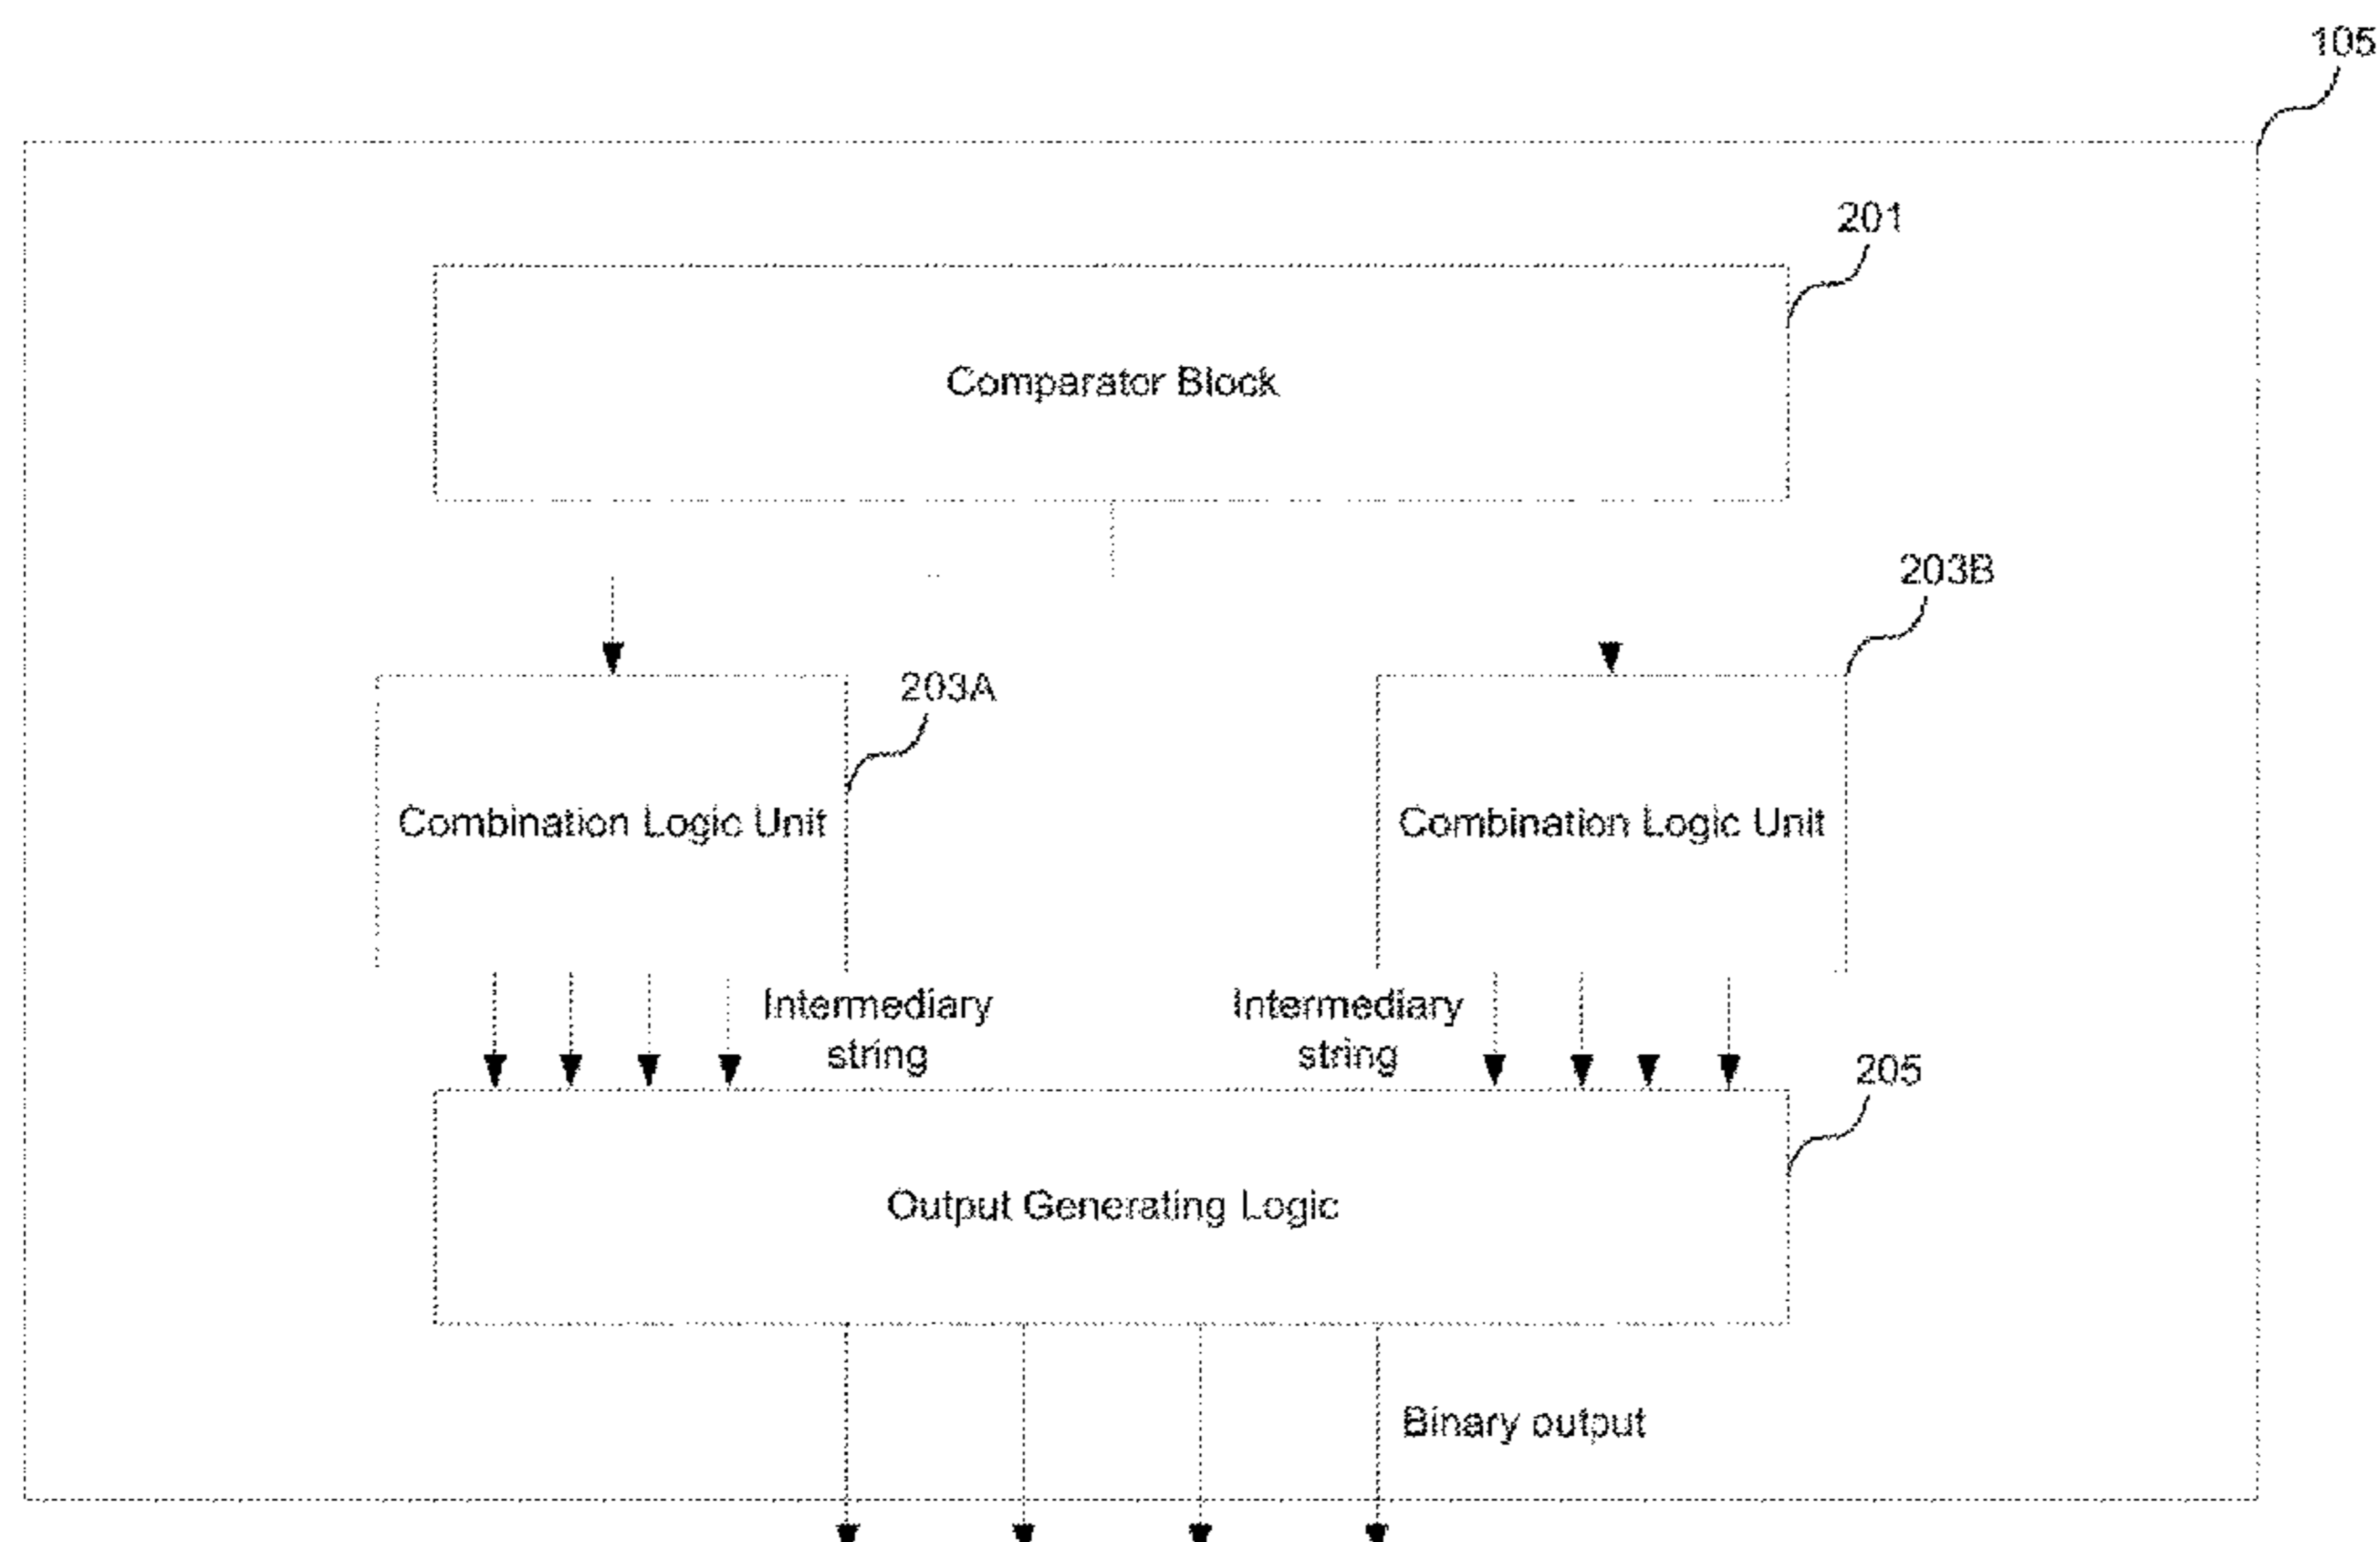 105
201
Comparator Block
203B
203A
Combination Logic Unit
Combination Logic Unit
Intermediary
string
Intermediary
string
205
Output Generating Logic
Binary output